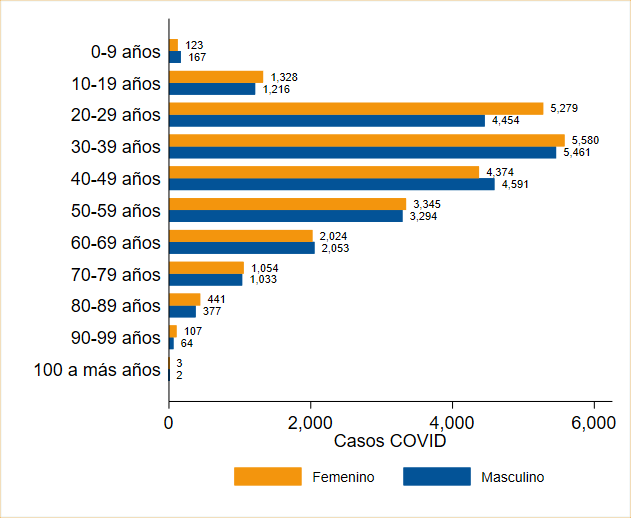 0-9 años
123
167
10-19 años
1,328
1,216
20-29 años
5,279
4,454
30-39 años
5,580
5,461
40-49 años
4,374
4,591
50-59 años
3,345
3,294
60-69 años
2,024
2,053
70-79 años
1,054
1,033
80-89 años
441
377
90-99 años
107
64
100 a más años
3
2
0 2,000 4,000 6,000
Casos COVID
Femenino Masculino